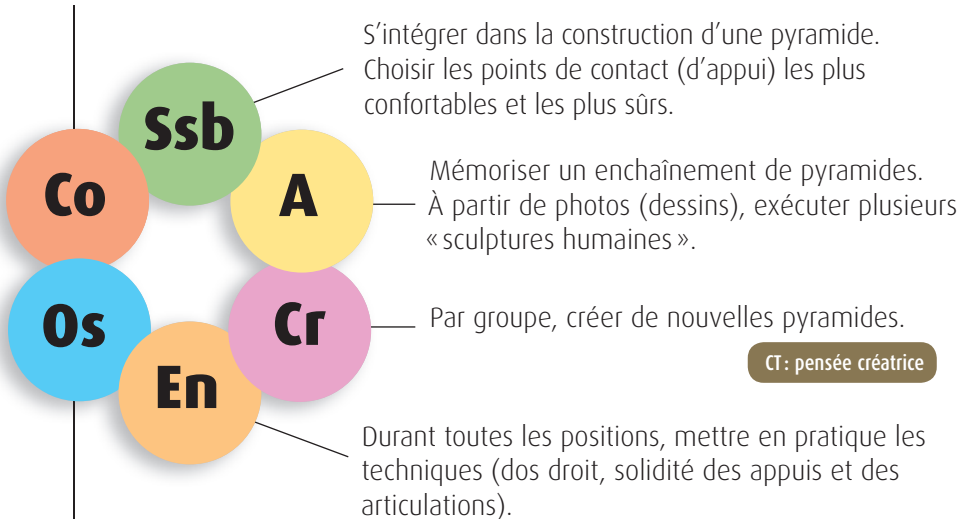 S’intégrer dans la construction d’une pyramide.
Choisir les points de contact (d’appui) les plus
confortables et les plus sûrs.
Ssb
Co
A
Mémoriser un enchaînement de pyramides.
À partir de photos (dessins), exécuter plusieurs
« sculptures humaines ».
Os
Cr
Par groupe, créer de nouvelles pyramides.
CT : pensée créatrice
En
Durant toutes les positions, mettre en pratique les
techniques (dos droit, solidité des appuis et des
articulations).